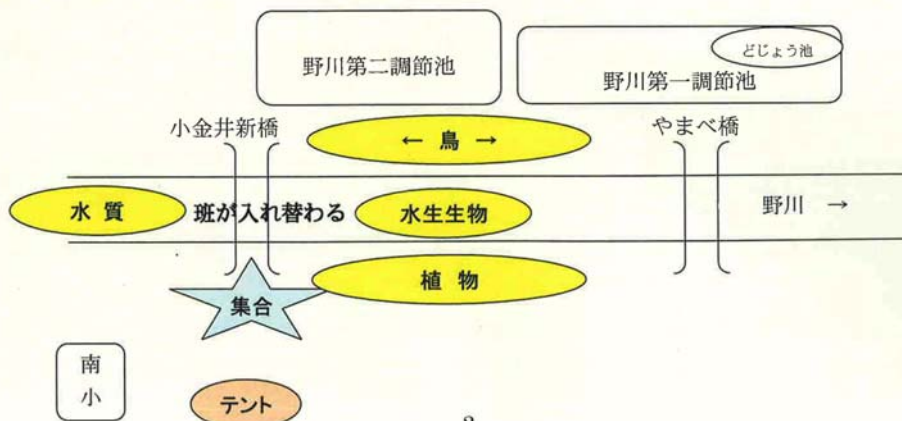 どじょう池
野川第二調節池
野川第一調節池
小金井新橋
← 鳥 →
やまべ橋
水 質
班が入れ替わる
水生生物
野川 →
植 物
集合
南
小
テント